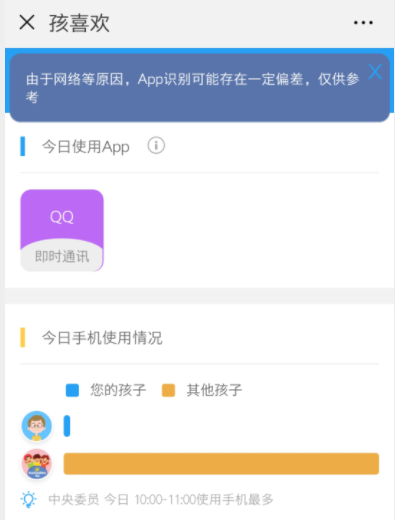 孩喜欢
由于网络等原因，App识别可能存在一定偏差，仅供参
考
今日使用App
QQ
即时通讯
今日手机使用情况
您的孩子 其他孩子
中央委员 今日 10:00-11:00使用手机最多